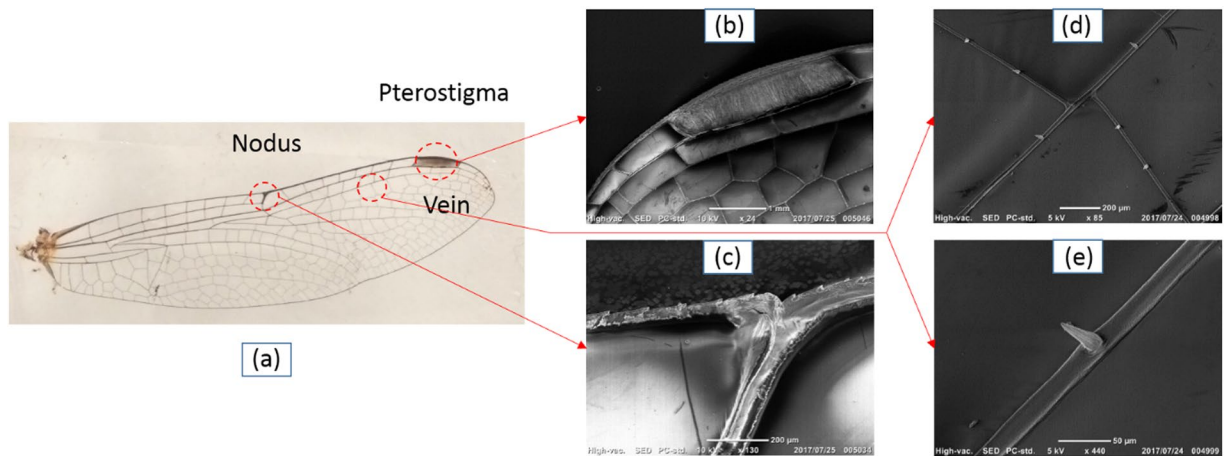 Pterostigma
Nodus
Vein
(a)
(b)
1 mm
High-vac. SED PC-std. 10 kV x 24 2017/07/25 005046
(c)
200 μm
High-vac. SED PC-std. 10 kV x 130 2017/07/25 005034
(d)
200 μm
High-vac. SED PC-std. 5 kV x 85 2017/07/24 004998
(e)
50 μm
High-vac. SED PC-std. 5 kV x 440 2017/07/24 004999